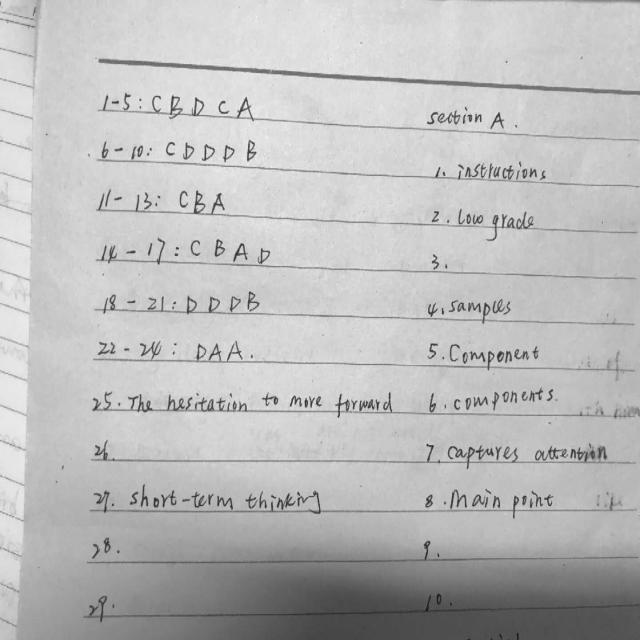 1-5: C B D C A
6-10: C D D D B
11-13: C B A
14-17: C B A D
18-21: D D D B
22-24: D A A.
25. The hesitation to more forward
26.
27. short-term thinking
28.
29.
section A.
1. instructions
2. low grade
3.
4. samples
5. Component
6. components.
7. captures attention
8. Main point
9.
10.